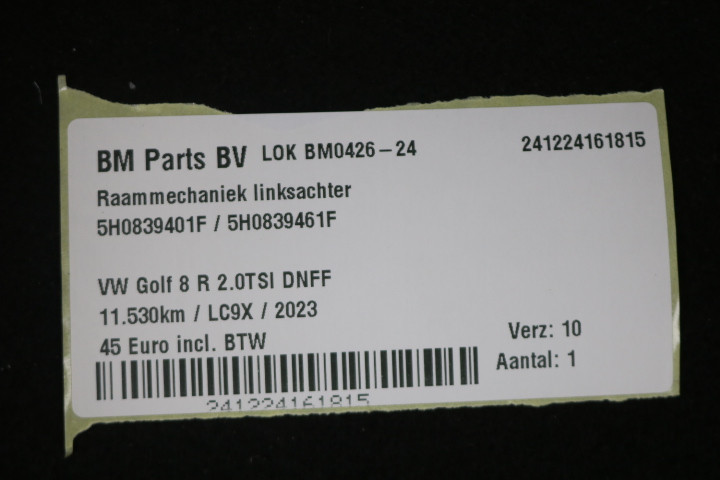 BM Parts BV LOK BM0426-24 241224161815
Raammechaniek linksachter
5H0839401F / 5H0839461F
VW Golf 8 R 2.0TSI DNFF
11.530km / LC9X / 2023
45 Euro incl. BTW
Verz: 10
Aantal: 1
241224161815